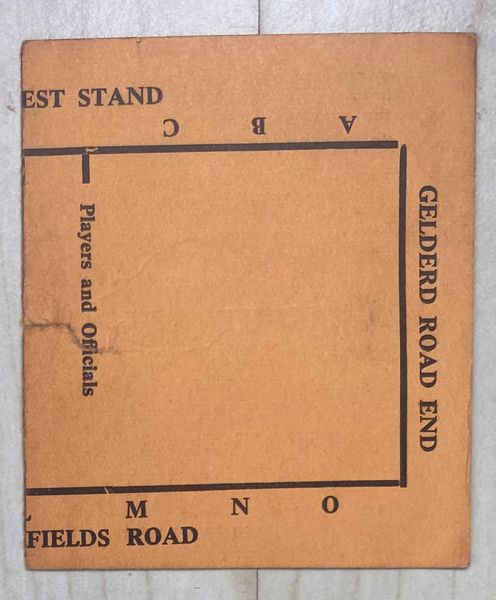 EST STAND
C B A
GELDERD ROAD END
Players and Officials
M N O
FIELDS ROAD